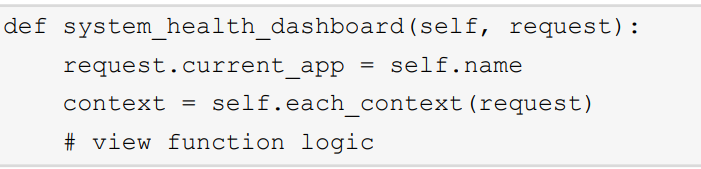 def system_health_dashboard(self, request):
    request.current_app = self.name
    context = self.each_context(request)
    # view function logic